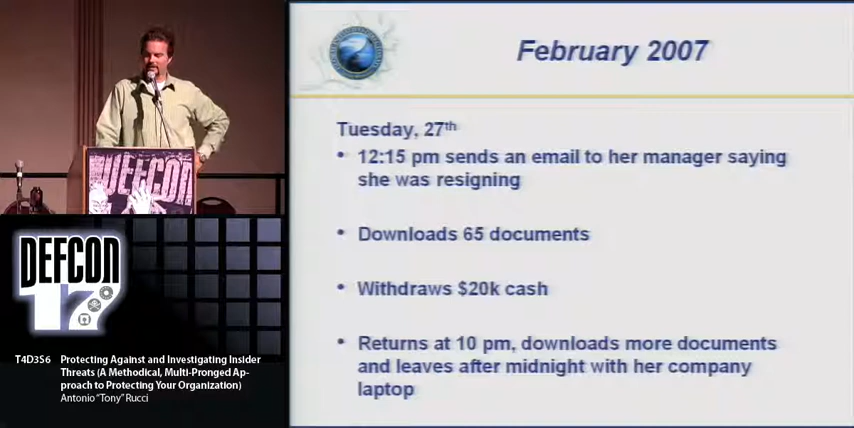 February 2007
Tuesday, 27th
• 12:15 pm sends an email to her manager saying
she was resigning
• Downloads 65 documents
• Withdraws $20k cash
• Returns at 10 pm, downloads more documents
and leaves after midnight with her company
laptop
DEFCON
DEFCON
17
T4D3S6 Protecting Against and Investigating Insider
Threats (A Methodical, Multi-Pronged Ap-
proach to Protecting Your Organization)
Antonio "Tony" Rucci